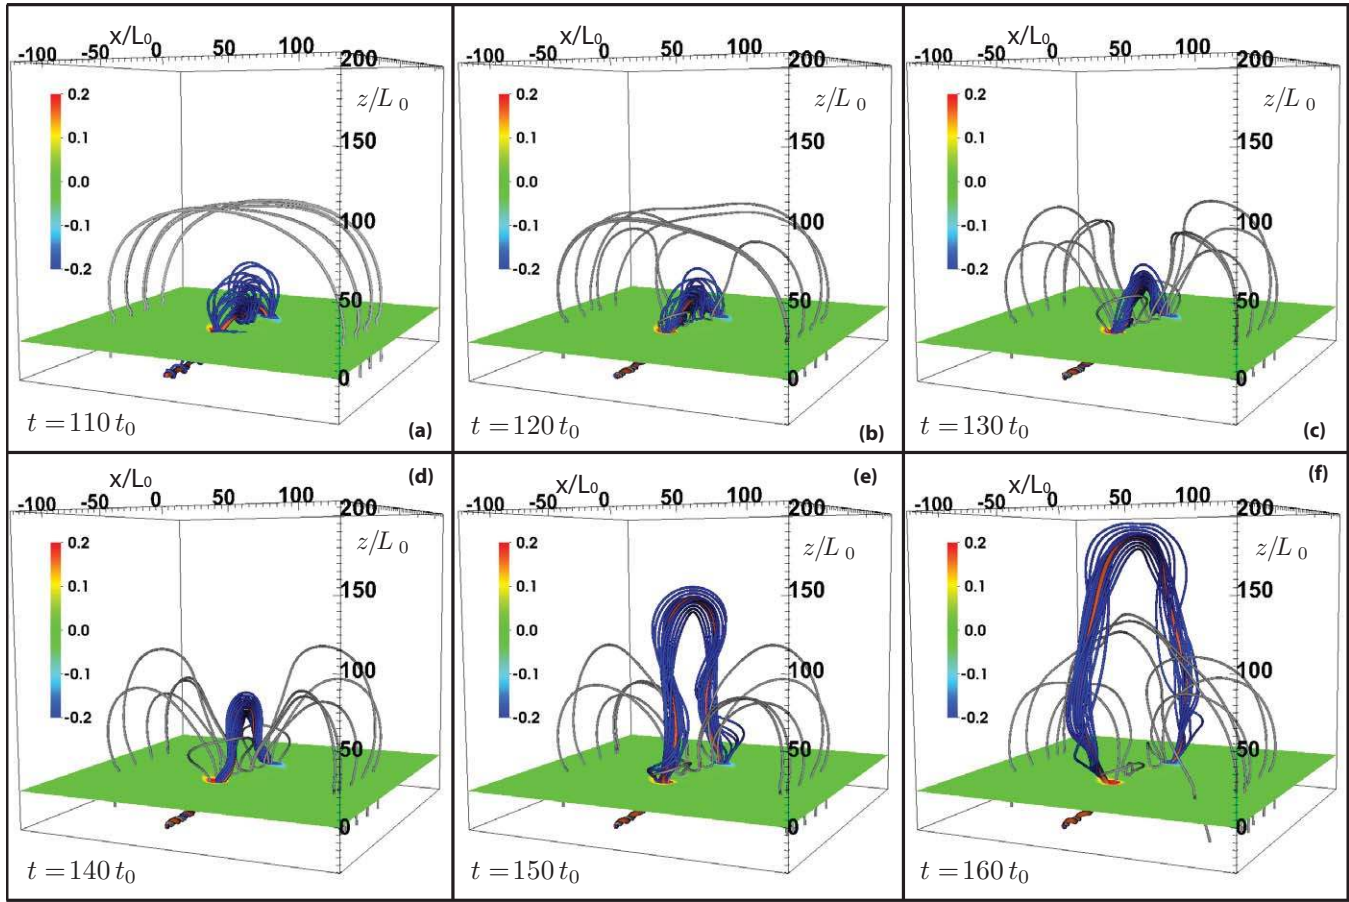 x/L₀
-100 -50 0 50 100
200
z/L₀
0.2
0.1
0.0
-0.1
-0.2
150
100
50
0
t = 110 t₀
(a)
x/L₀
-100 -50 0 50 100
200
z/L₀
0.2
0.1
0.0
-0.1
-0.2
150
100
50
0
t = 120 t₀
(b)
x/L₀
-100 -50 0 50 100
200
z/L₀
0.2
0.1
0.0
-0.1
-0.2
150
100
50
0
t = 130 t₀
(c)
(d)
x/L₀
-100 -50 0 50 100
200
z/L₀
0.2
0.1
0.0
-0.1
-0.2
150
100
50
0
t = 140 t₀
(e)
x/L₀
-100 -50 0 50 100
200
z/L₀
0.2
0.1
0.0
-0.1
-0.2
150
100
50
0
t = 150 t₀
(f)
x/L₀
-100 -50 0 50 100
200
z/L₀
0.2
0.1
0.0
-0.1
-0.2
150
100
50
0
t = 160 t₀